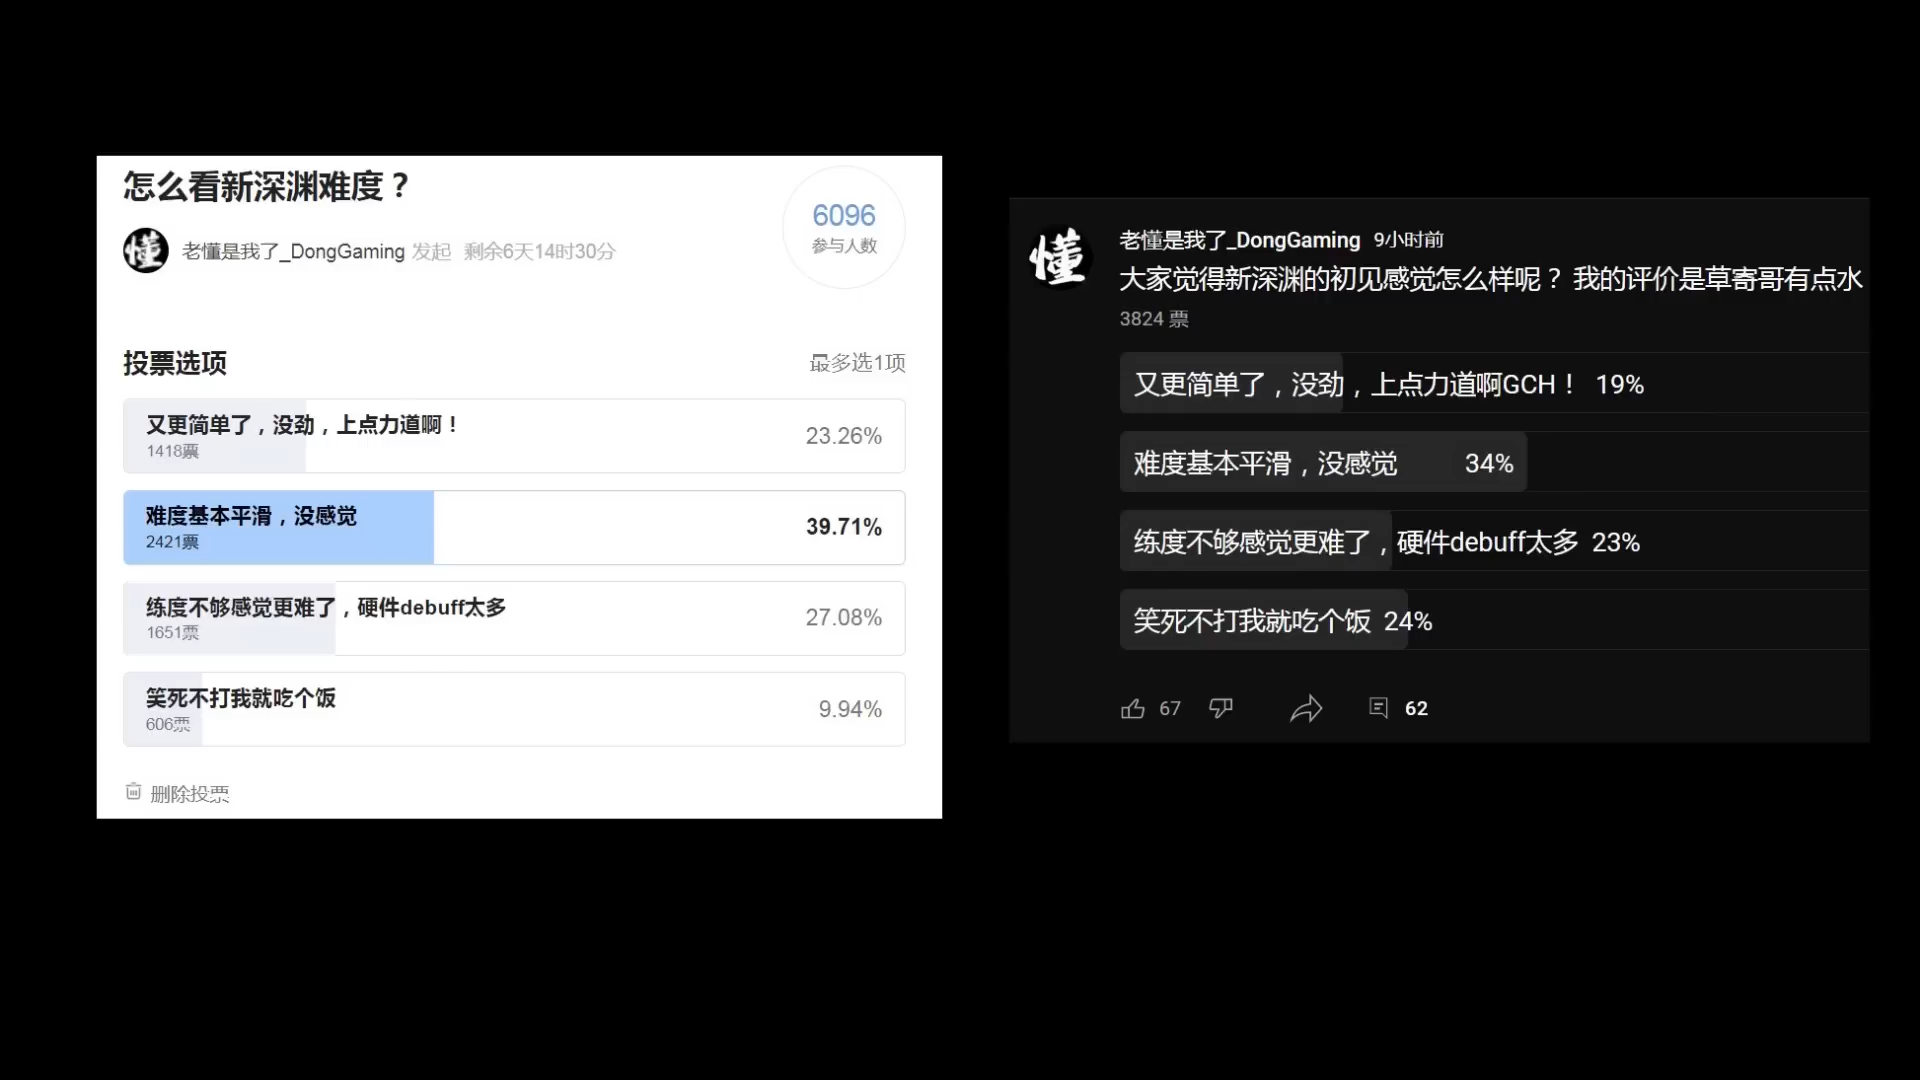 怎么看新深渊难度？
6096
参与人数
懂
老懂是我了_DongGaming 发起 剩余6天14时30分
投票选项
最多选1项
又更简单了，没劲，上点力道啊！
1418票
23.26%
难度基本平滑，没感觉
2421票
39.71%
练度不够感觉更难了，硬件debuff太多
1651票
27.08%
笑死不打我就吃个饭
606票
9.94%
删除投票
懂
老懂是我了_DongGaming 9小时前
大家觉得新深渊的初见感觉怎么样呢？ 我的评价是草寄哥有点水
3824 票
又更简单了，没劲，上点力道啊GCH！ 19%
难度基本平滑，没感觉 34%
练度不够感觉更难了，硬件debuff太多 23%
笑死不打我就吃个饭 24%
67
62